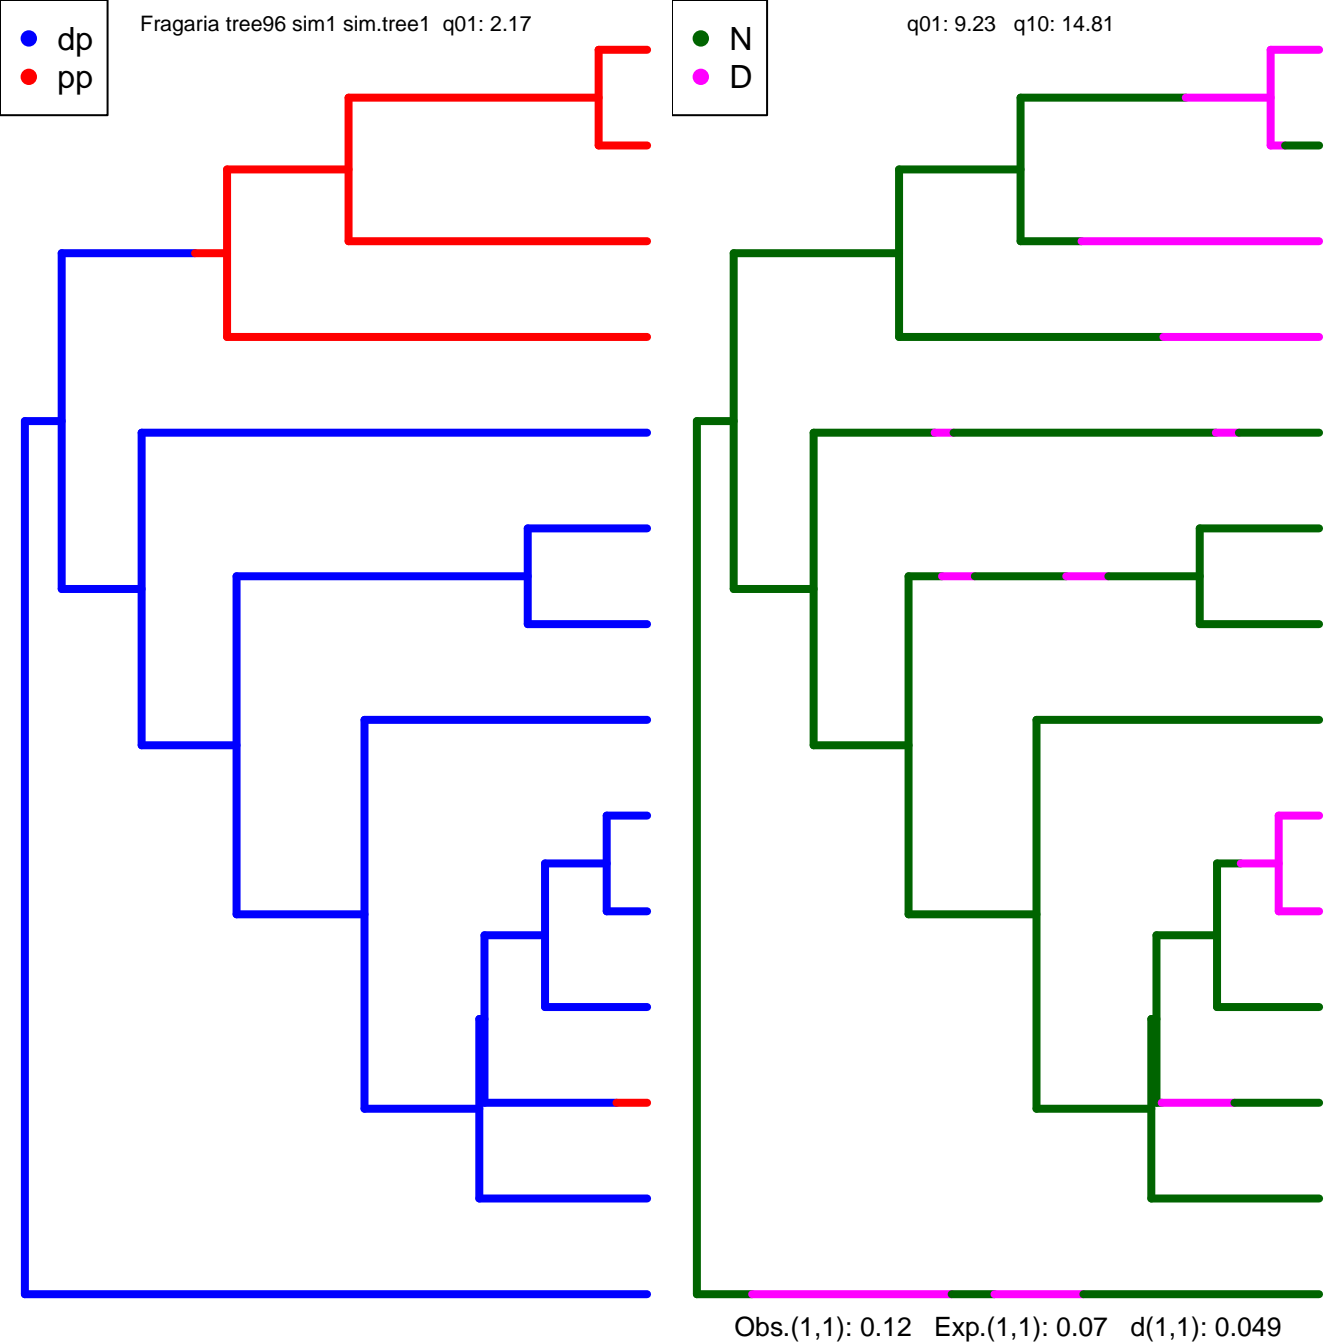 Fragaria tree96 sim1 sim.tree1  q01: 2.17
dp
pp
q01: 9.23   q10: 14.81
N
D
Obs.(1,1): 0.12   Exp.(1,1): 0.07   d(1,1): 0.049